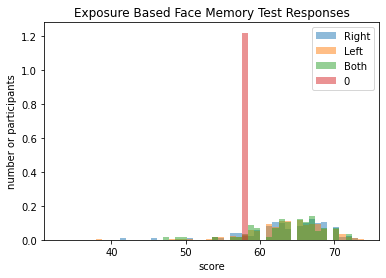 Exposure Based Face Memory Test Responses
Right
Left
Both
0
1.2
1.0
0.8
0.6
0.4
0.2
0.0
number or participants
40
50
60
70
score